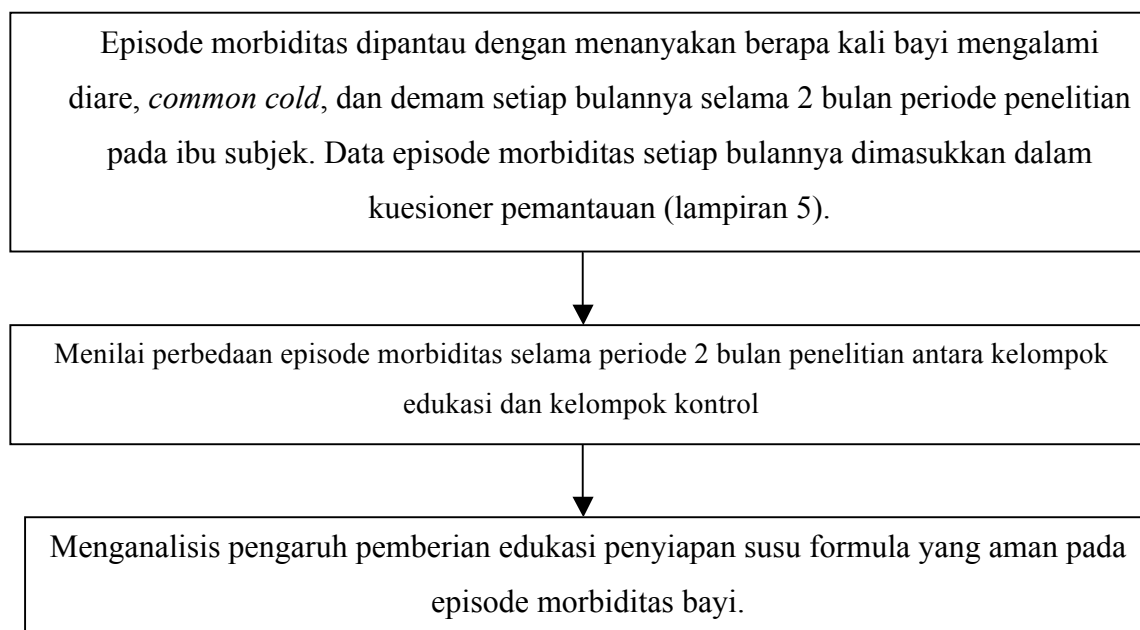 Episode morbiditas dipantau dengan menanyakan berapa kali bayi mengalami
diare, common cold, dan demam setiap bulannya selama 2 bulan periode penelitian
pada ibu subjek. Data episode morbiditas setiap bulannya dimasukkan dalam
kuesioner pemantauan (lampiran 5).
Menilai perbedaan episode morbiditas selama periode 2 bulan penelitian antara kelompok
edukasi dan kelompok kontrol
Menganalisis pengaruh pemberian edukasi penyiapan susu formula yang aman pada
episode morbiditas bayi.